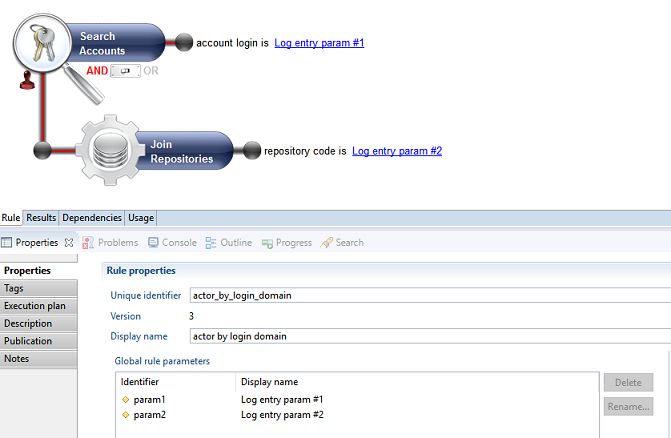 Search
Accounts
account login is Log entry param #1
AND OR
Join
Repositories
repository code is Log entry param #2
Rule Results Dependencies Usage
Properties Problems Console Outline Progress Search
Properties
Tags
Execution plan
Description
Publication
Notes
Rule properties
Unique identifier actor_by_login_domain
Version 3
Display name actor by login domain
Global rule parameters
Identifier Display name
param1 Log entry param #1
param2 Log entry param #2
Delete
Rename...